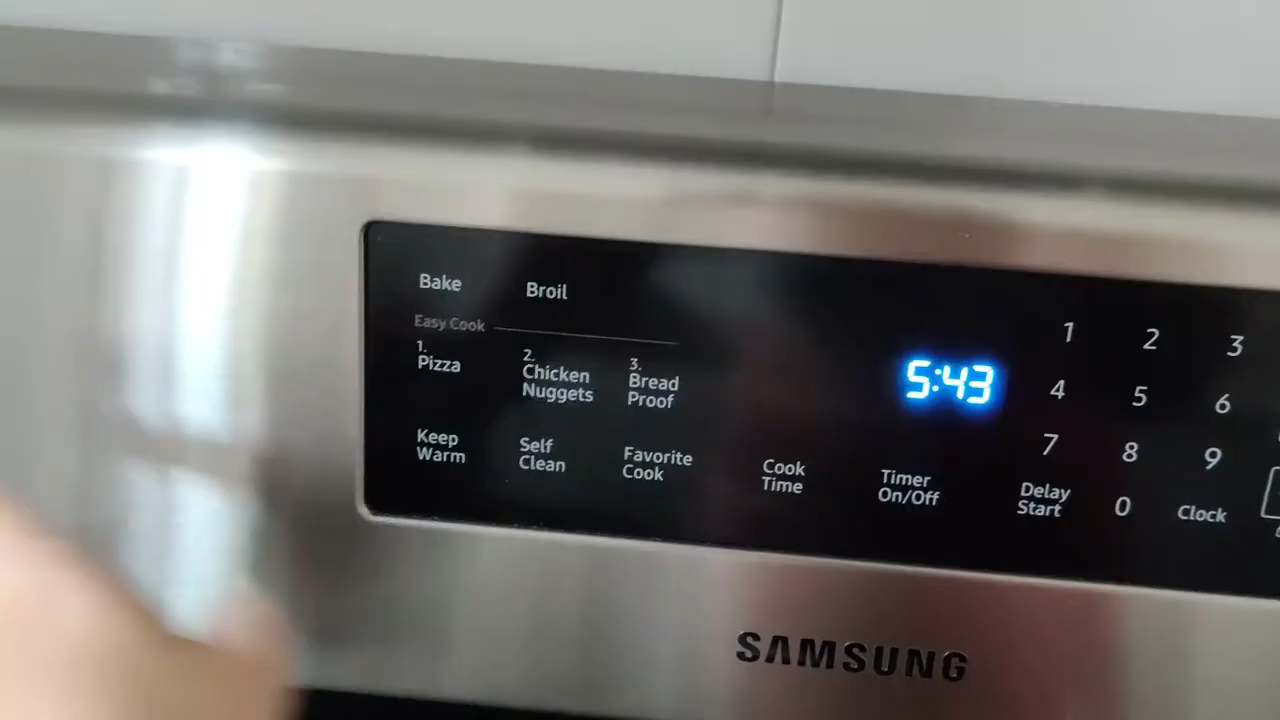 Bake
Broil
Easy Cook
1.
Pizza
2.
Chicken
Nuggets
3.
Bread
Proof
Keep
Warm
Self
Clean
Favorite
Cook
Cook
Time
Timer
On/Off
5:43
1 2 3
4 5 6
7 8 9
Delay
Start
0
Clock
SAMSUNG